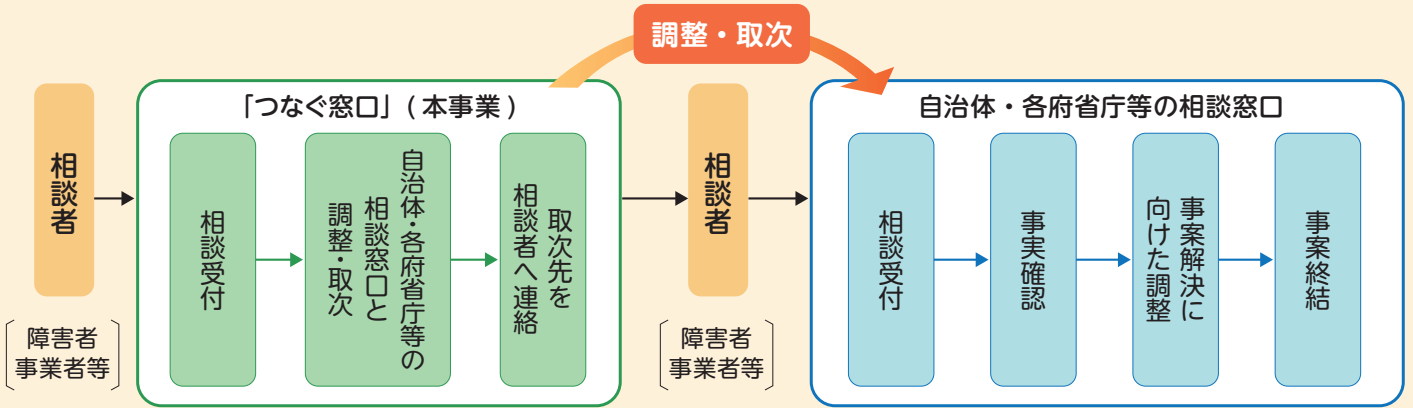 調整・取次
相談者
障害者
事業者等
「つなぐ窓口」(本事業)
相談受付
自治体・各府省庁等の
相談窓口と
調整・取次
取次先を
相談者へ連絡
相談者
障害者
事業者等
自治体・各府省庁等の相談窓口
相談受付
事実確認
事案解決に
向けた調整
事案終結